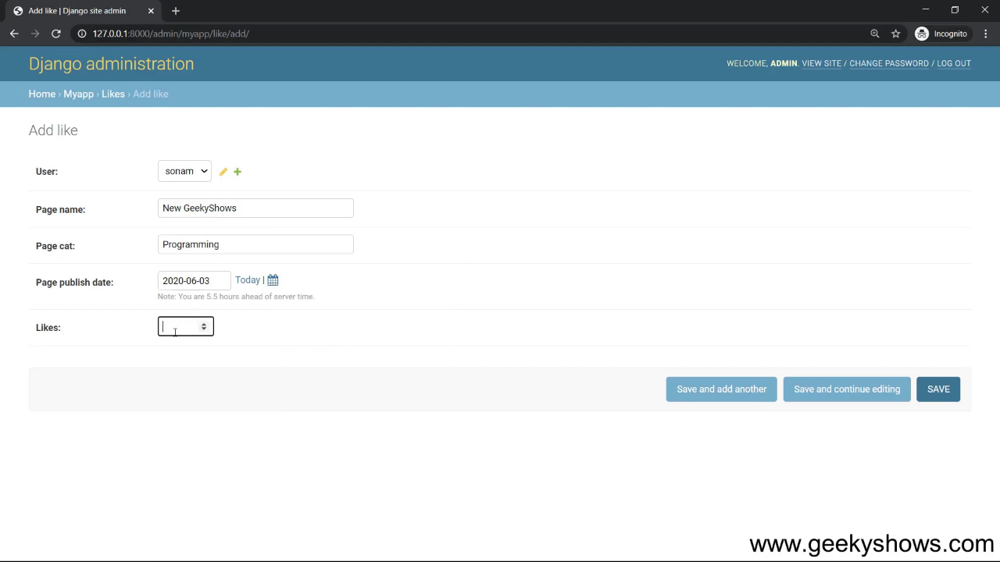 Add like | Django site admin
127.0.0.1:8000/admin/myapp/like/add/
Incognito
Django administration
WELCOME, ADMIN. VIEW SITE / CHANGE PASSWORD / LOG OUT
Home › Myapp › Likes › Add like
Add like
User: sonam
Page name: New GeekyShows
Page cat: Programming
Page publish date: 2020-06-03 Today |
Note: You are 5.5 hours ahead of server time.
Likes:
Save and add another Save and continue editing SAVE
www.geekyshows.com